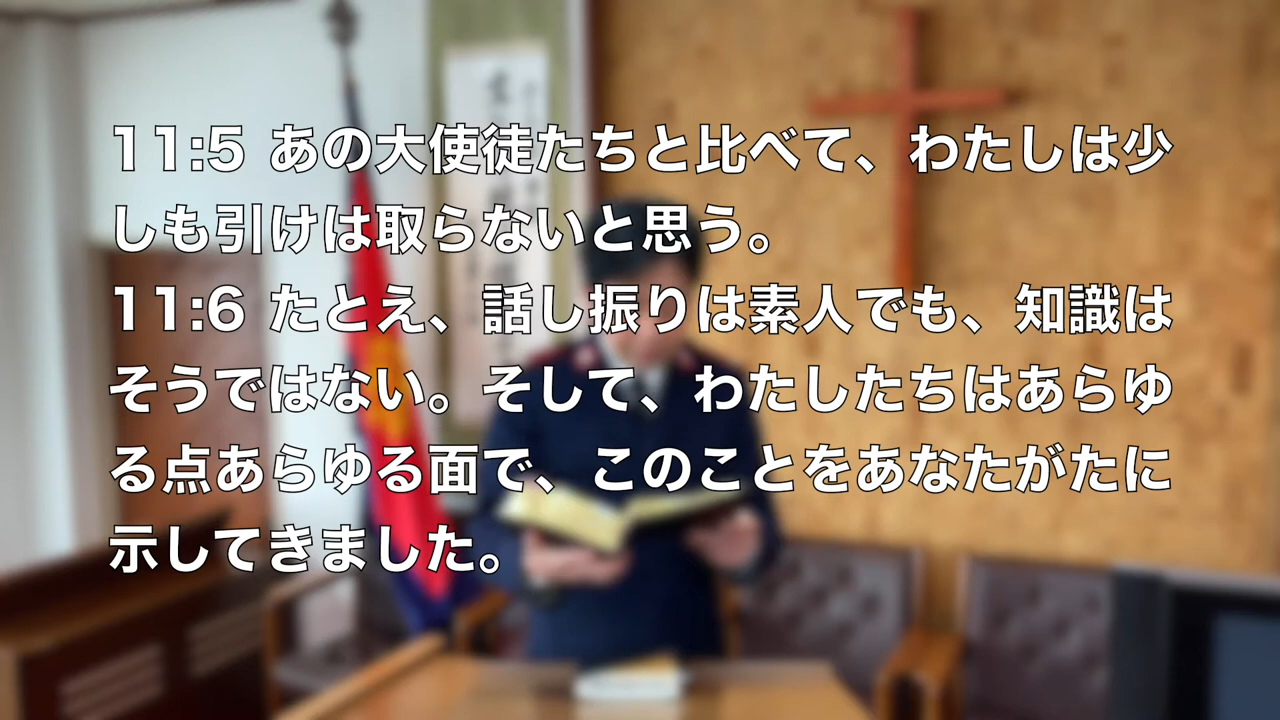 11:5 あの大使徒たちと比べて、わたしは少
しも引けは取らないと思う。
11:6 たとえ、話し振りは素人でも、知識は
そうではない。そして、わたしたちはあらゆ
る点あらゆる面で、このことをあなたがたに
示してきました。